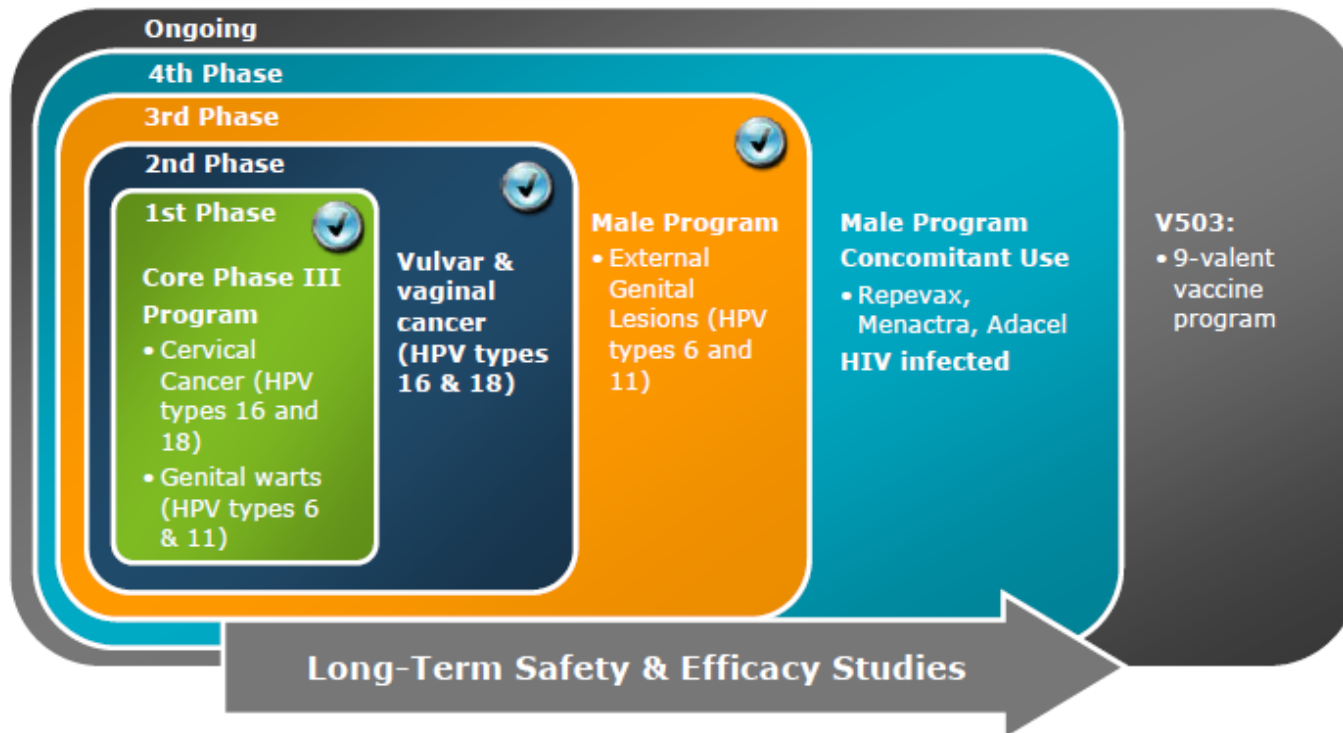 Ongoing
4th Phase
3rd Phase
2nd Phase
1st Phase
Core Phase III
Program
• Cervical
Cancer (HPV
types 16 and
18)
• Genital warts
(HPV types 6
& 11)
Vulvar &
vaginal
cancer
(HPV types
16 & 18)
Male Program
• External
Genital
Lesions (HPV
types 6 and
11)
Male Program
Concomitant Use
• Repevax,
Menactra, Adacel
HIV infected
V503:
• 9-valent
vaccine
program
Long-Term Safety & Efficacy Studies